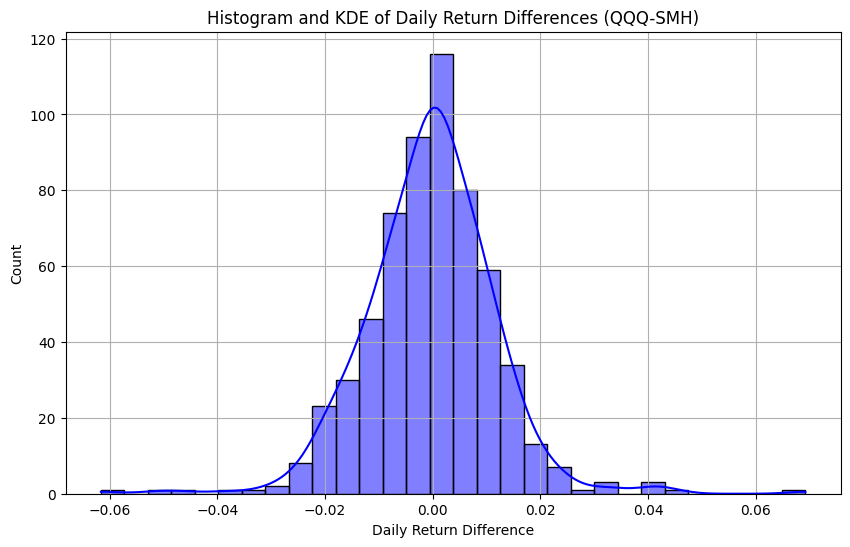 Histogram and KDE of Daily Return Differences (QQQ-SMH)
120
100
80
60
40
20
0
Count
−0.06 −0.04 −0.02 0.00 0.02 0.04 0.06
Daily Return Difference